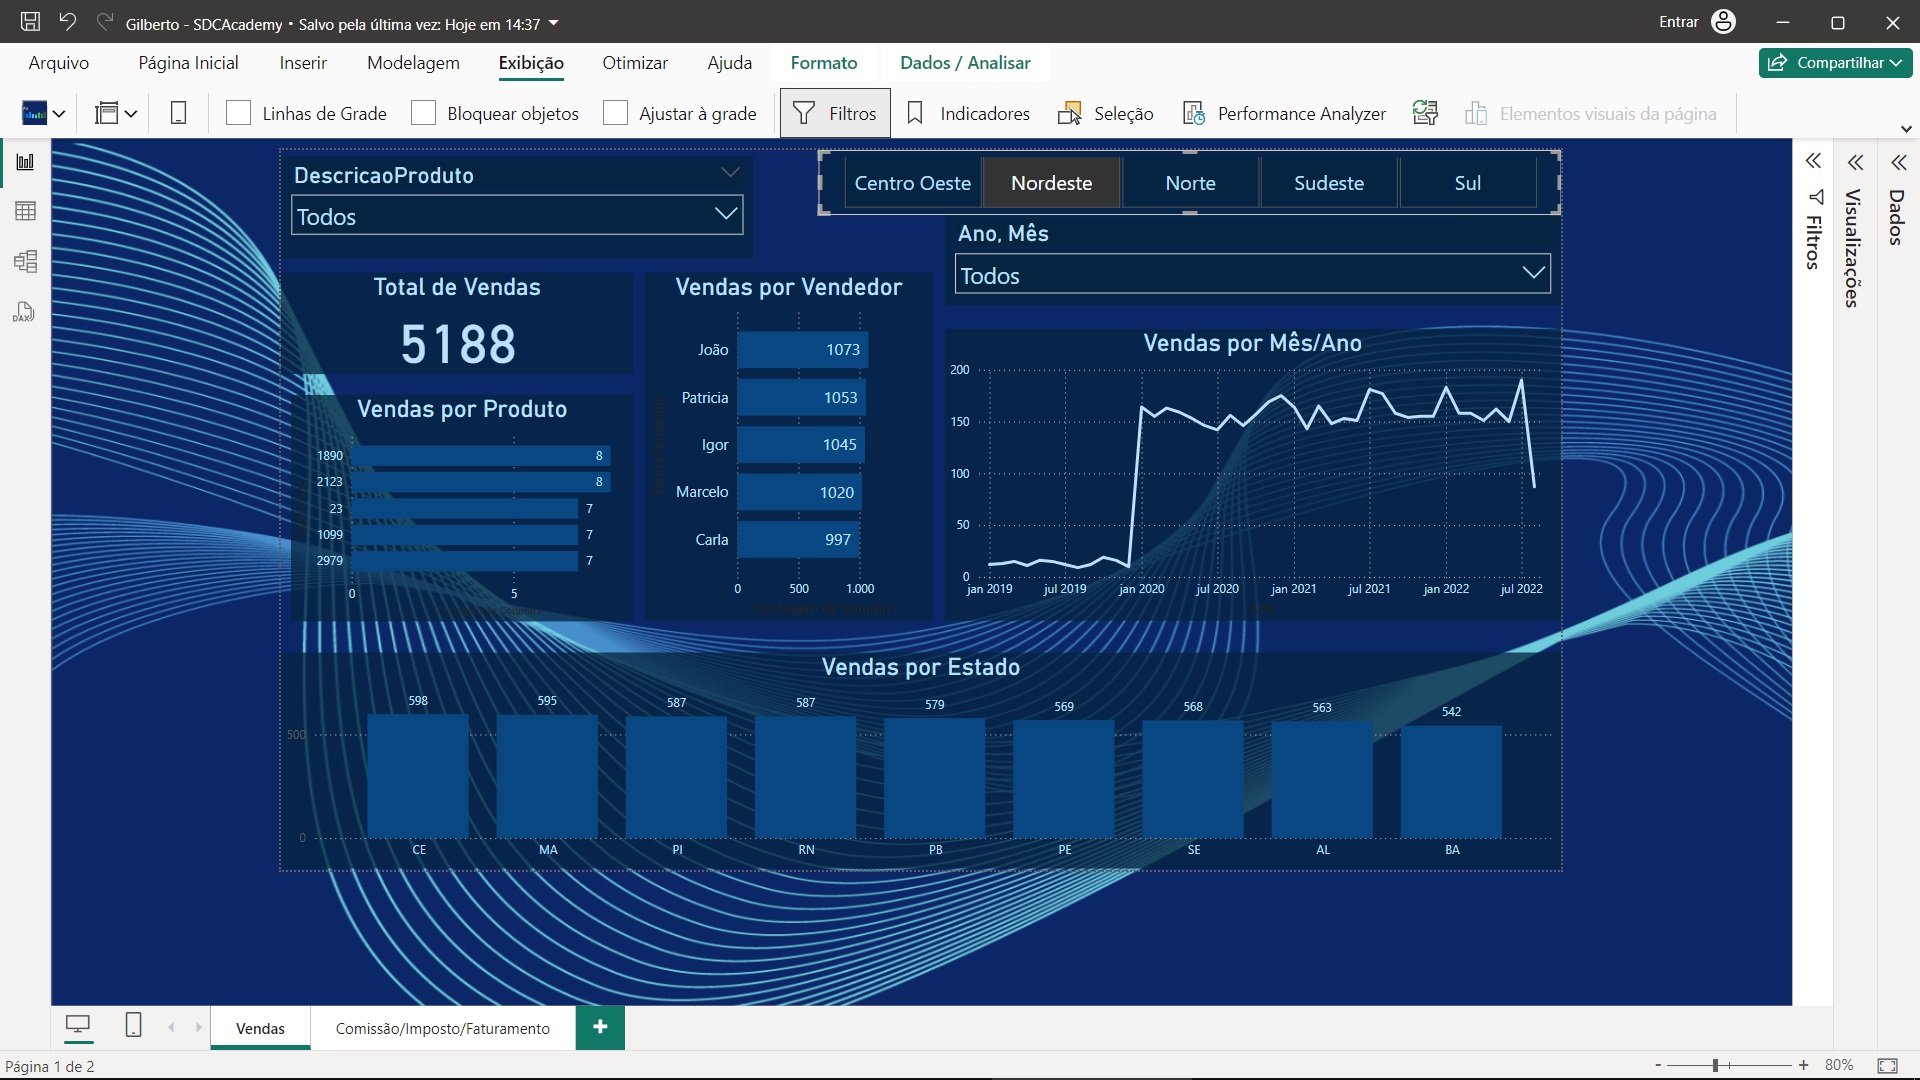 Gilberto - SDCAcademy • Salvo pela última vez: Hoje em 14:37
Entrar
Arquivo
Página Inicial
Inserir
Modelagem
Exibição
Otimizar
Ajuda
Formato
Dados / Analisar
Compartilhar
Linhas de Grade
Bloquear objetos
Ajustar à grade
Filtros
Indicadores
Seleção
Performance Analyzer
Elementos visuais da página
DAX
DescricaoProduto
Todos
Centro Oeste
Nordeste
Norte
Sudeste
Sul
Ano, Mês
Todos
Total de Vendas
5188
Vendas por Produto
1890 8
2123 8
23 7
1099 7
2979 7
0 5
Vendas por Vendedor
João 1073
Patricia 1053
Igor 1045
Marcelo 1020
Carla 997
0 500 1.000
Contagem de Column1
Vendas por Mês/Ano
200
150
100
50
0
jan 2019 jul 2019 jan 2020 jul 2020 jan 2021 jul 2021 jan 2022 jul 2022
Vendas por Estado
598 595 587 587 579 569 568 563 542
500
0
CE MA PI RN PB PE SE AL BA
Filtros
Visualizações
Dados
Vendas
Comissão/Imposto/Faturamento
+
Página 1 de 2
- + 80%